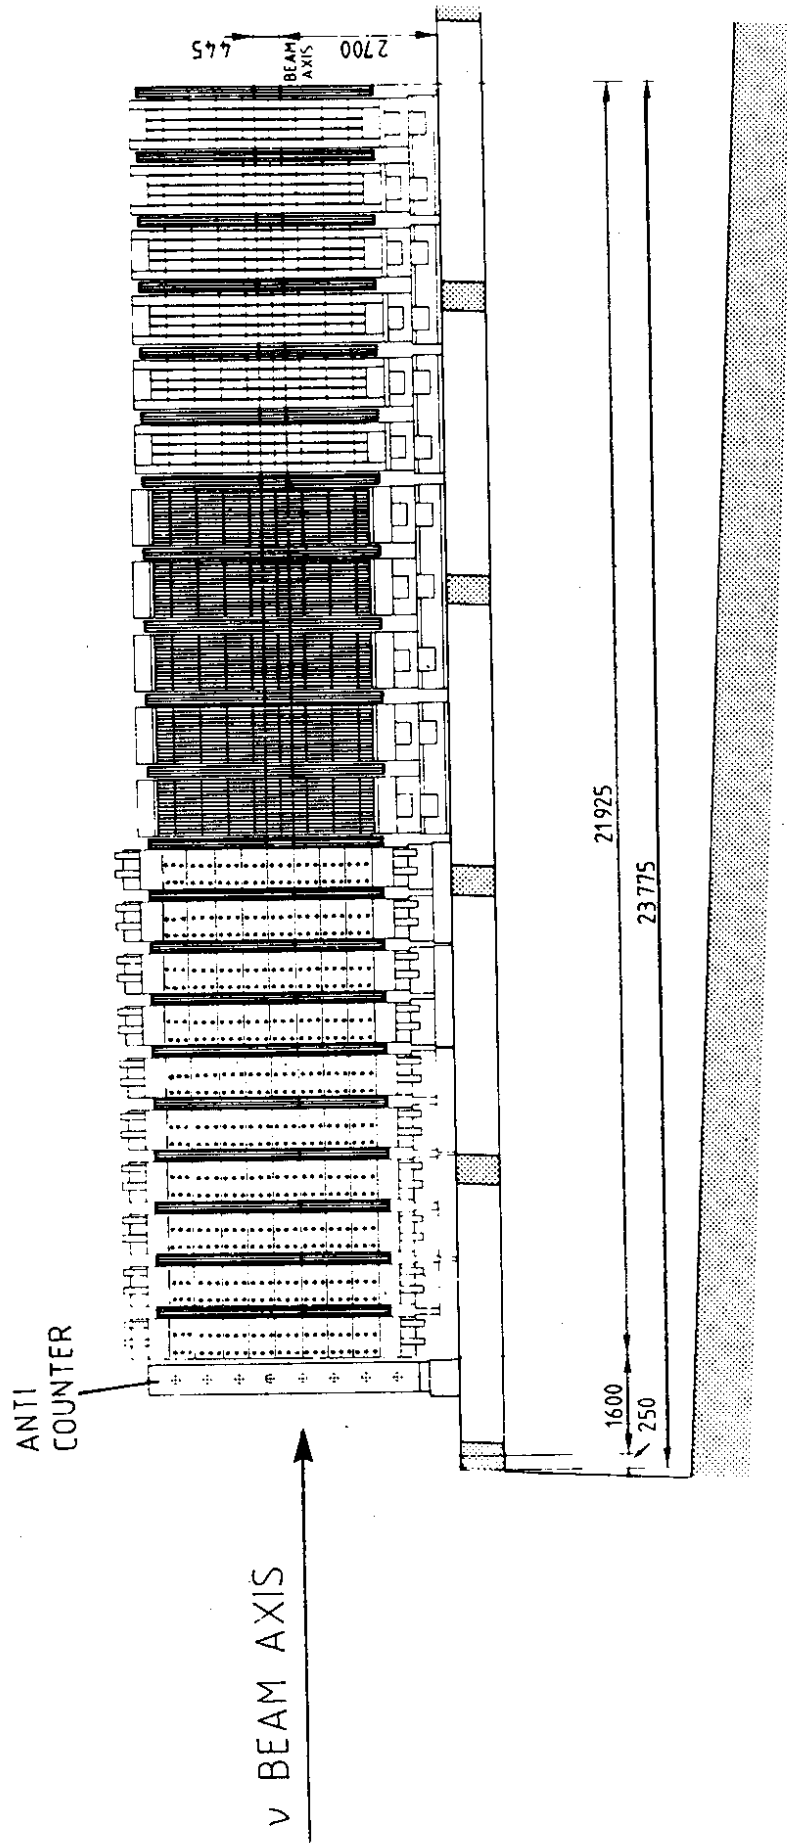 445
BEAM
AXIS
2700
ANTI
COUNTER
ν BEAM AXIS
21925
23775
1600
250